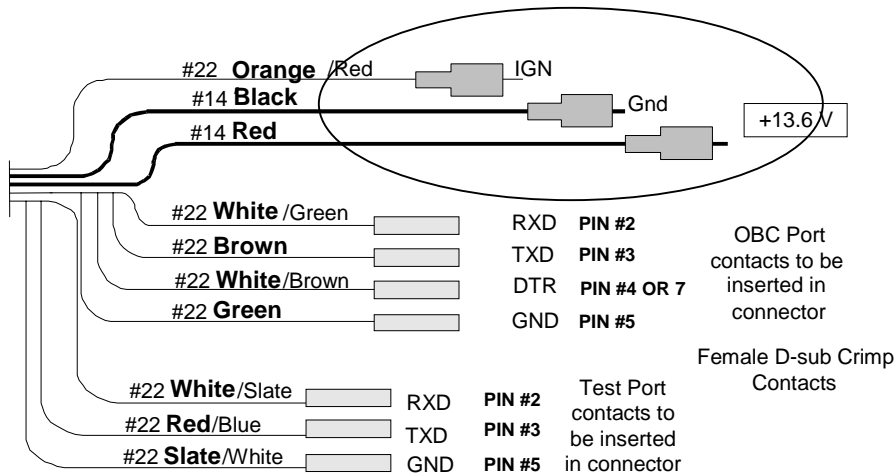 #22 Orange /Red IGN
#14 Black Gnd
#14 Red +13.6 V
#22 White /Green RXD PIN #2
#22 Brown TXD PIN #3
#22 White/Brown DTR PIN #4 OR 7
#22 Green GND PIN #5
OBC Port
contacts to be
inserted in
connector
Female D-sub Crimp
Contacts
#22 White/Slate RXD PIN #2
#22 Red/Blue TXD PIN #3
#22 Slate/White GND PIN #5
Test Port
contacts to
be inserted
in connector